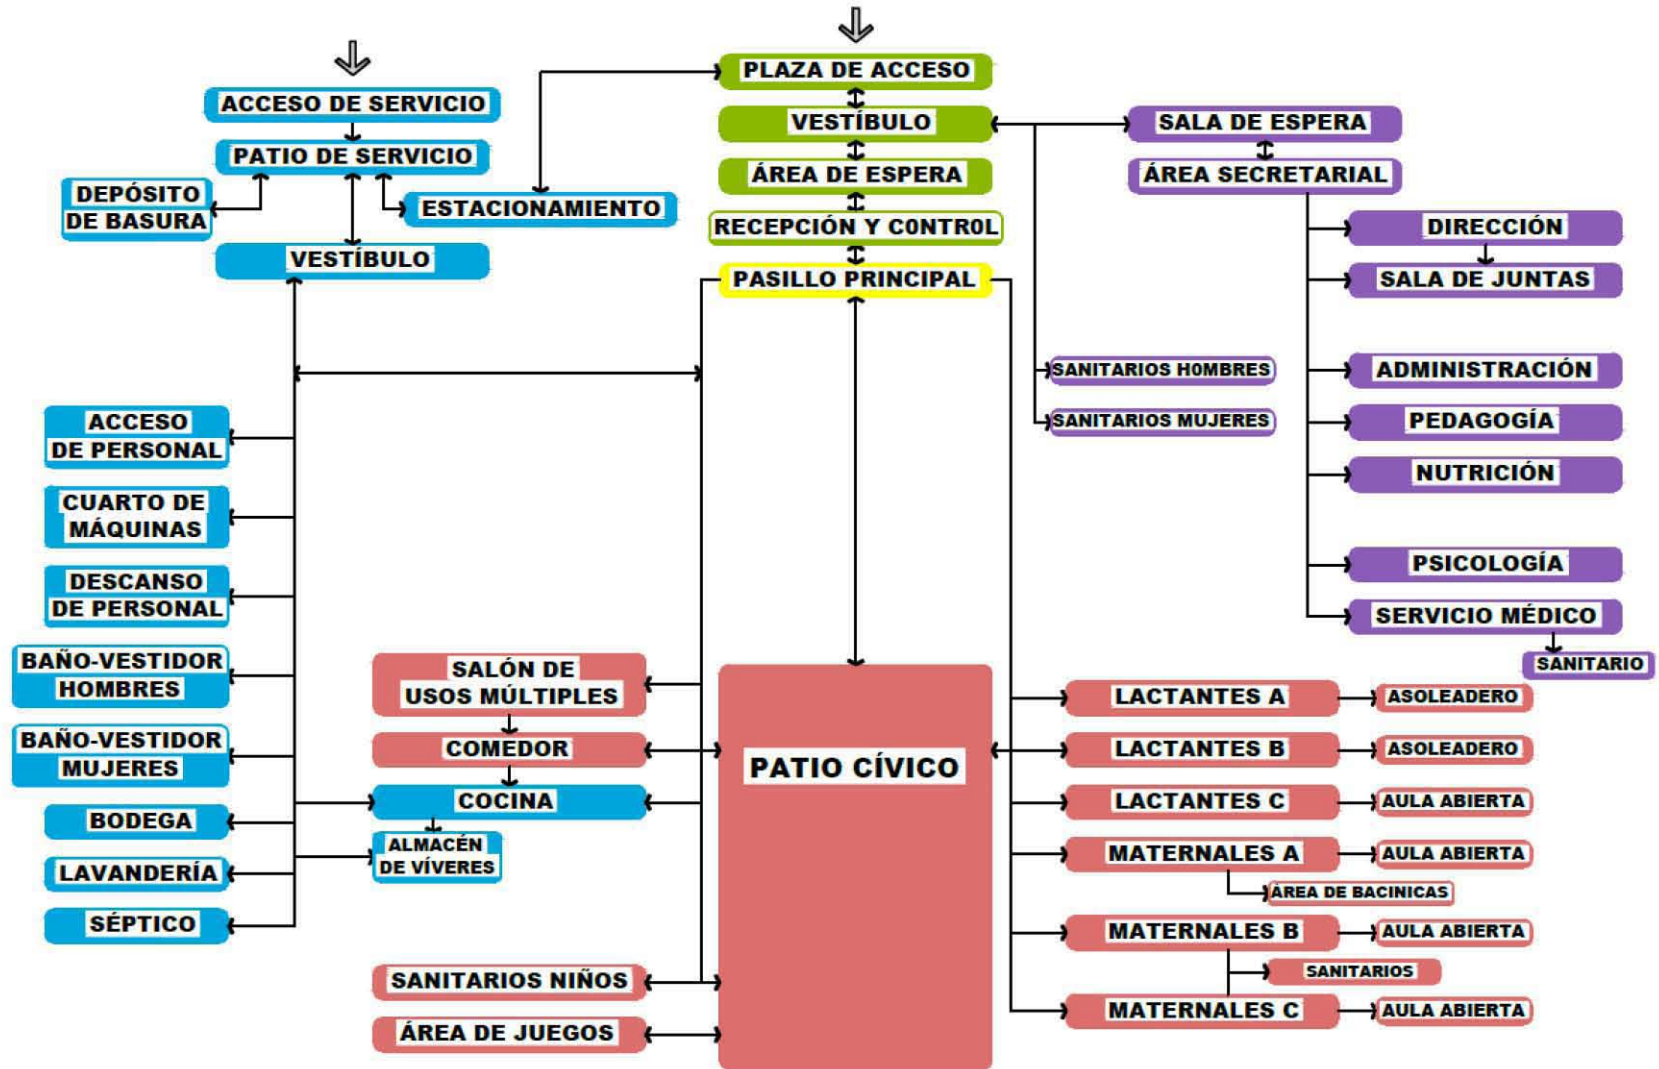 PLAZA DE ACCESO
ACCESO DE SERVICIO
VESTÍBULO
SALA DE ESPERA
PATIO DE SERVICIO
ÁREA DE ESPERA
ÁREA SECRETARIAL
DEPÓSITO
DE BASURA
ESTACIONAMIENTO
RECEPCIÓN Y CONTROL
DIRECCIÓN
VESTÍBULO
PASILLO PRINCIPAL
SALA DE JUNTAS
SANITARIOS HOMBRES
ADMINISTRACIÓN
SANITARIOS MUJERES
PEDAGOGÍA
ACCESO
DE PERSONAL
NUTRICIÓN
CUARTO DE
MÁQUINAS
PSICOLOGÍA
DESCANSO
DE PERSONAL
SERVICIO MÉDICO
SANITARIO
BAÑO-VESTIDOR
HOMBRES
SALÓN DE
USOS MÚLTIPLES
LACTANTES A
ASOLEADERO
BAÑO-VESTIDOR
MUJERES
COMEDOR
PATIO CÍVICO
LACTANTES B
ASOLEADERO
BODEGA
COCINA
LACTANTES C
AULA ABIERTA
LAVANDERÍA
ALMACÉN
DE VÍVERES
MATERNALES A
AULA ABIERTA
ÁREA DE BACINICAS
SÉPTICO
MATERNALES B
AULA ABIERTA
SANITARIOS
SANITARIOS NIÑOS
MATERNALES C
AULA ABIERTA
ÁREA DE JUEGOS